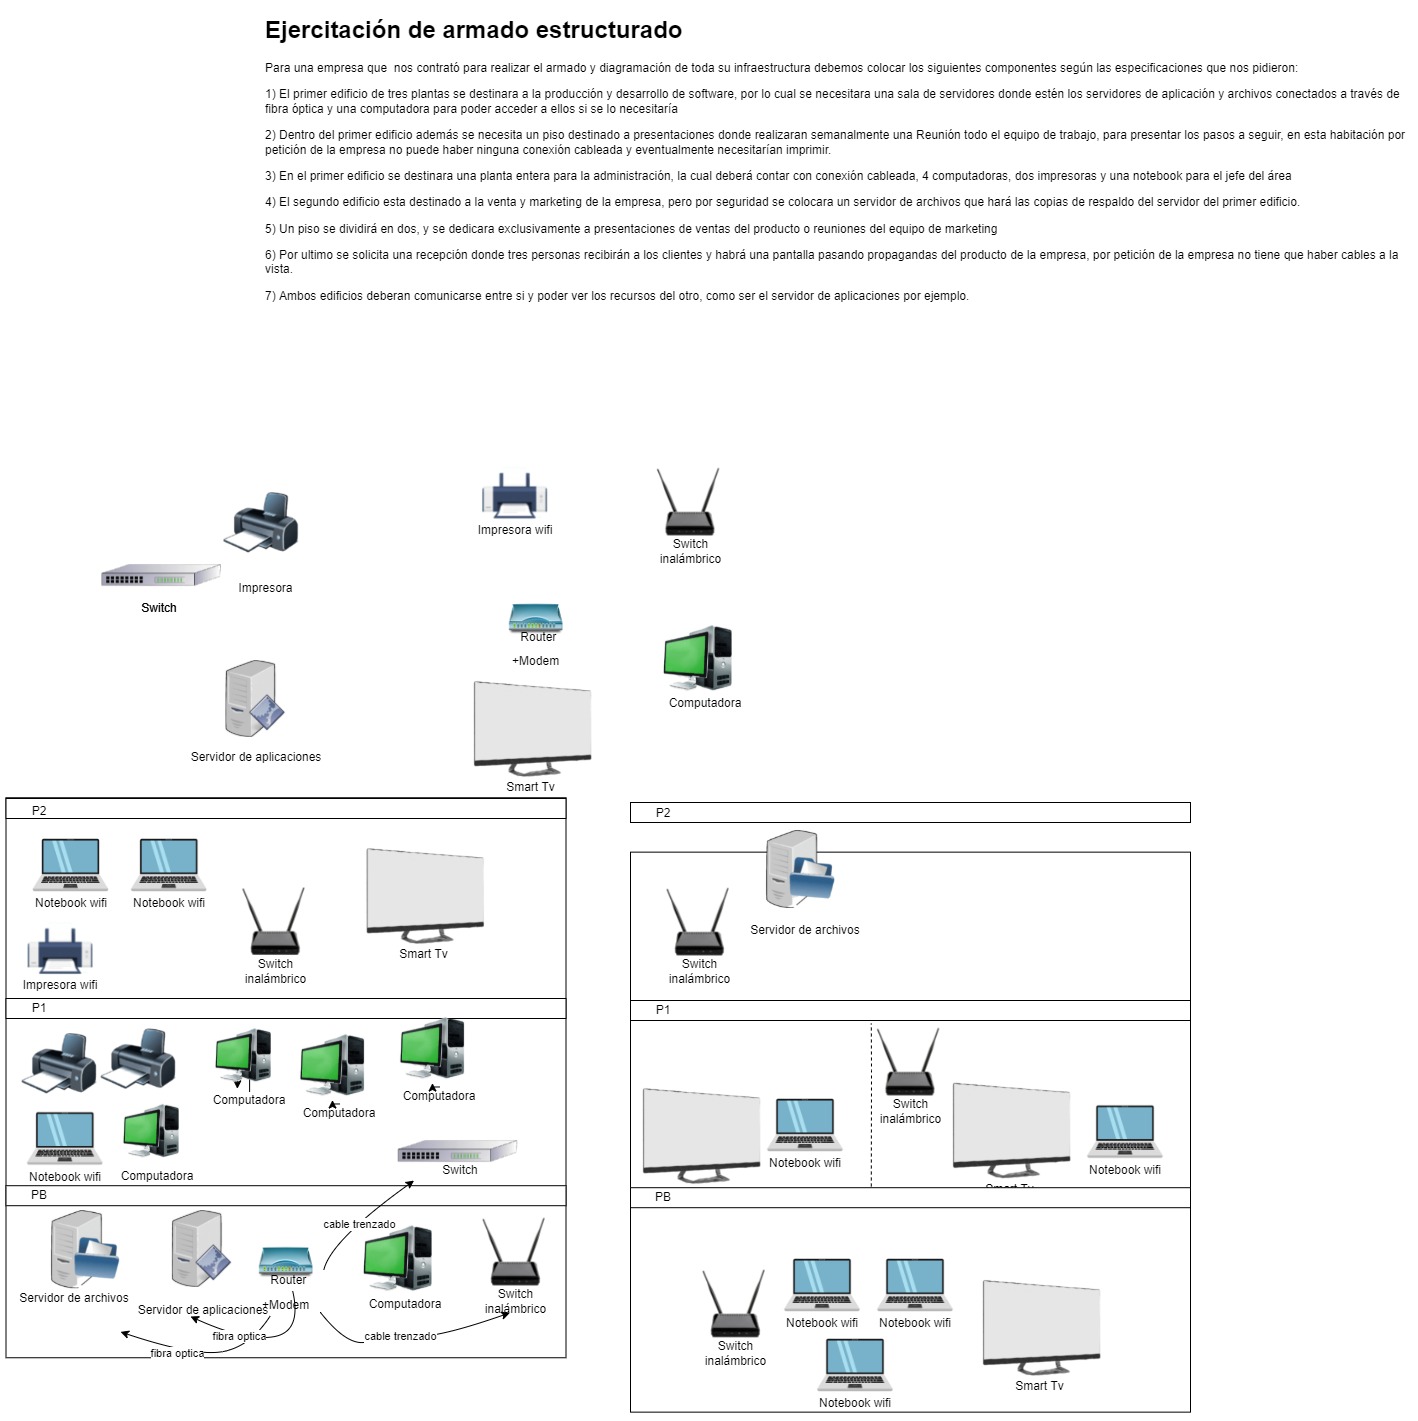 Ejercitación de armado estructurado
Para una empresa que  nos contrató para realizar el armado y diagramación de toda su infraestructura debemos colocar los siguientes componentes según las especificaciones que nos pidieron:
1) El primer edificio de tres plantas se destinara a la producción y desarrollo de software, por lo cual se necesitara una sala de servidores donde estén los servidores de aplicación y archivos conectados a través de
fibra óptica y una computadora para poder acceder a ellos si se lo necesitaría
2) Dentro del primer edificio además se necesita un piso destinado a presentaciones donde realizaran semanalmente una Reunión todo el equipo de trabajo, para presentar los pasos a seguir, en esta habitación por
petición de la empresa no puede haber ninguna conexión cableada y eventualmente necesitarían imprimir.
3) En el primer edificio se destinara una planta entera para la administración, la cual deberá contar con conexión cableada, 4 computadoras, dos impresoras y una notebook para el jefe del área
4) El segundo edificio esta destinado a la venta y marketing de la empresa, pero por seguridad se colocara un servidor de archivos que hará las copias de respaldo del servidor del primer edificio.
5) Un piso se dividirá en dos, y se dedicara exclusivamente a presentaciones de ventas del producto o reuniones del equipo de marketing
6) Por ultimo se solicita una recepción donde tres personas recibirán a los clientes y habrá una pantalla pasando propagandas del producto de la empresa, por petición de la empresa no tiene que haber cables a la
vista.
7) Ambos edificios deberan comunicarse entre si y poder ver los recursos del otro, como ser el servidor de aplicaciones por ejemplo.
Impresora wifi
Switch
inalámbrico
Impresora
Switch
Router
+Modem
Computadora
Servidor de aplicaciones
Smart Tv
P2
Notebook wifi
Notebook wifi
Smart Tv
Switch
inalámbrico
Impresora wifi
P1
Computadora
Computadora
Computadora
Notebook wifi
Computadora
Switch
PB
cable trenzado
Servidor de archivos
Servidor de aplicaciones
Router
+Modem
Computadora
Switch
inalámbrico
fibra optica
cable trenzado
fibra optica
P2
Servidor de archivos
Switch
inalámbrico
P1
Switch
inalámbrico
Notebook wifi
Notebook wifi
Smart Tv
PB
Notebook wifi
Notebook wifi
Switch
inalámbrico
Smart Tv
Notebook wifi